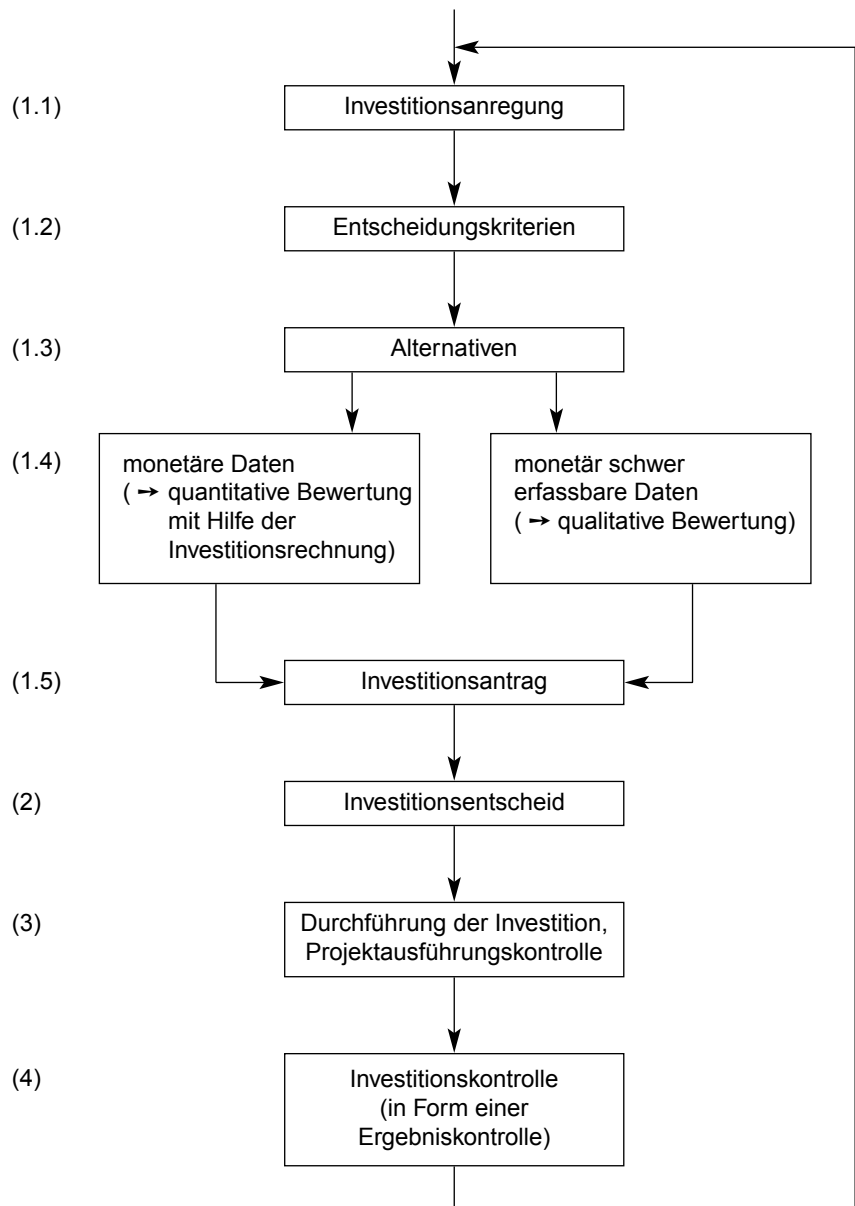 (1.1) Investitionsanregung
(1.2) Entscheidungskriterien
(1.3) Alternativen
(1.4)
monetäre Daten
( → quantitative Bewertung
mit Hilfe der
Investitionsrechnung)
monetär schwer
erfassbare Daten
( → qualitative Bewertung)
(1.5) Investitionsantrag
(2) Investitionsentscheid
(3) Durchführung der Investition,
Projektausführungskontrolle
(4) Investitionskontrolle
(in Form einer
Ergebniskontrolle)